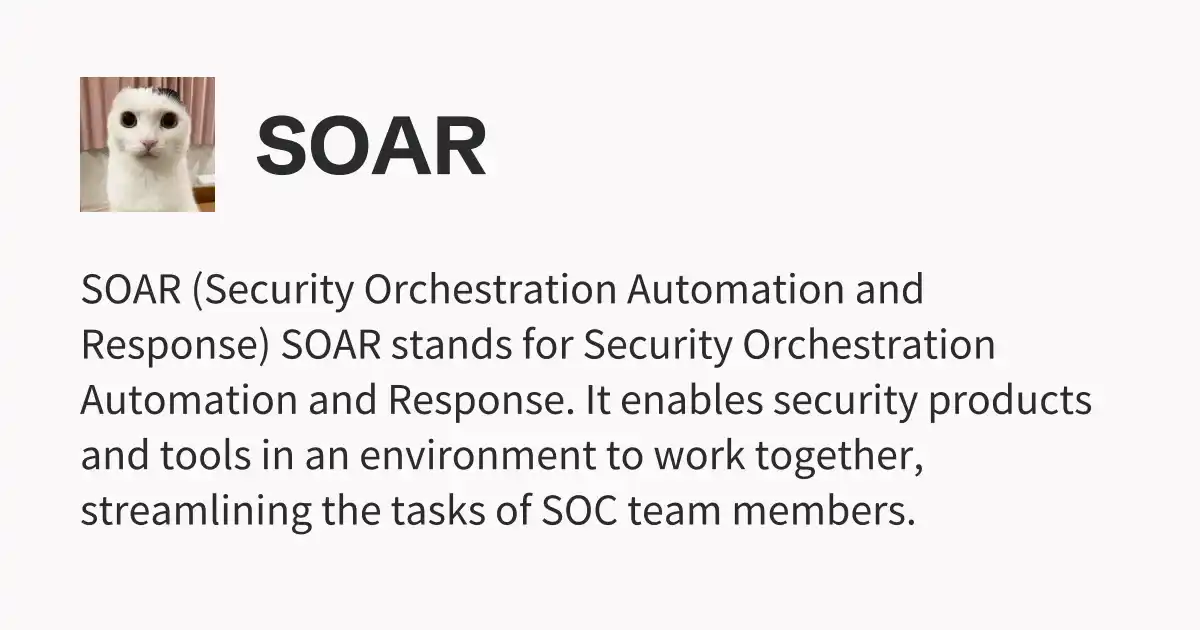 SOAR
SOAR (Security Orchestration Automation and
Response) SOAR stands for Security Orchestration
Automation and Response. It enables security products
and tools in an environment to work together,
streamlining the tasks of SOC team members.